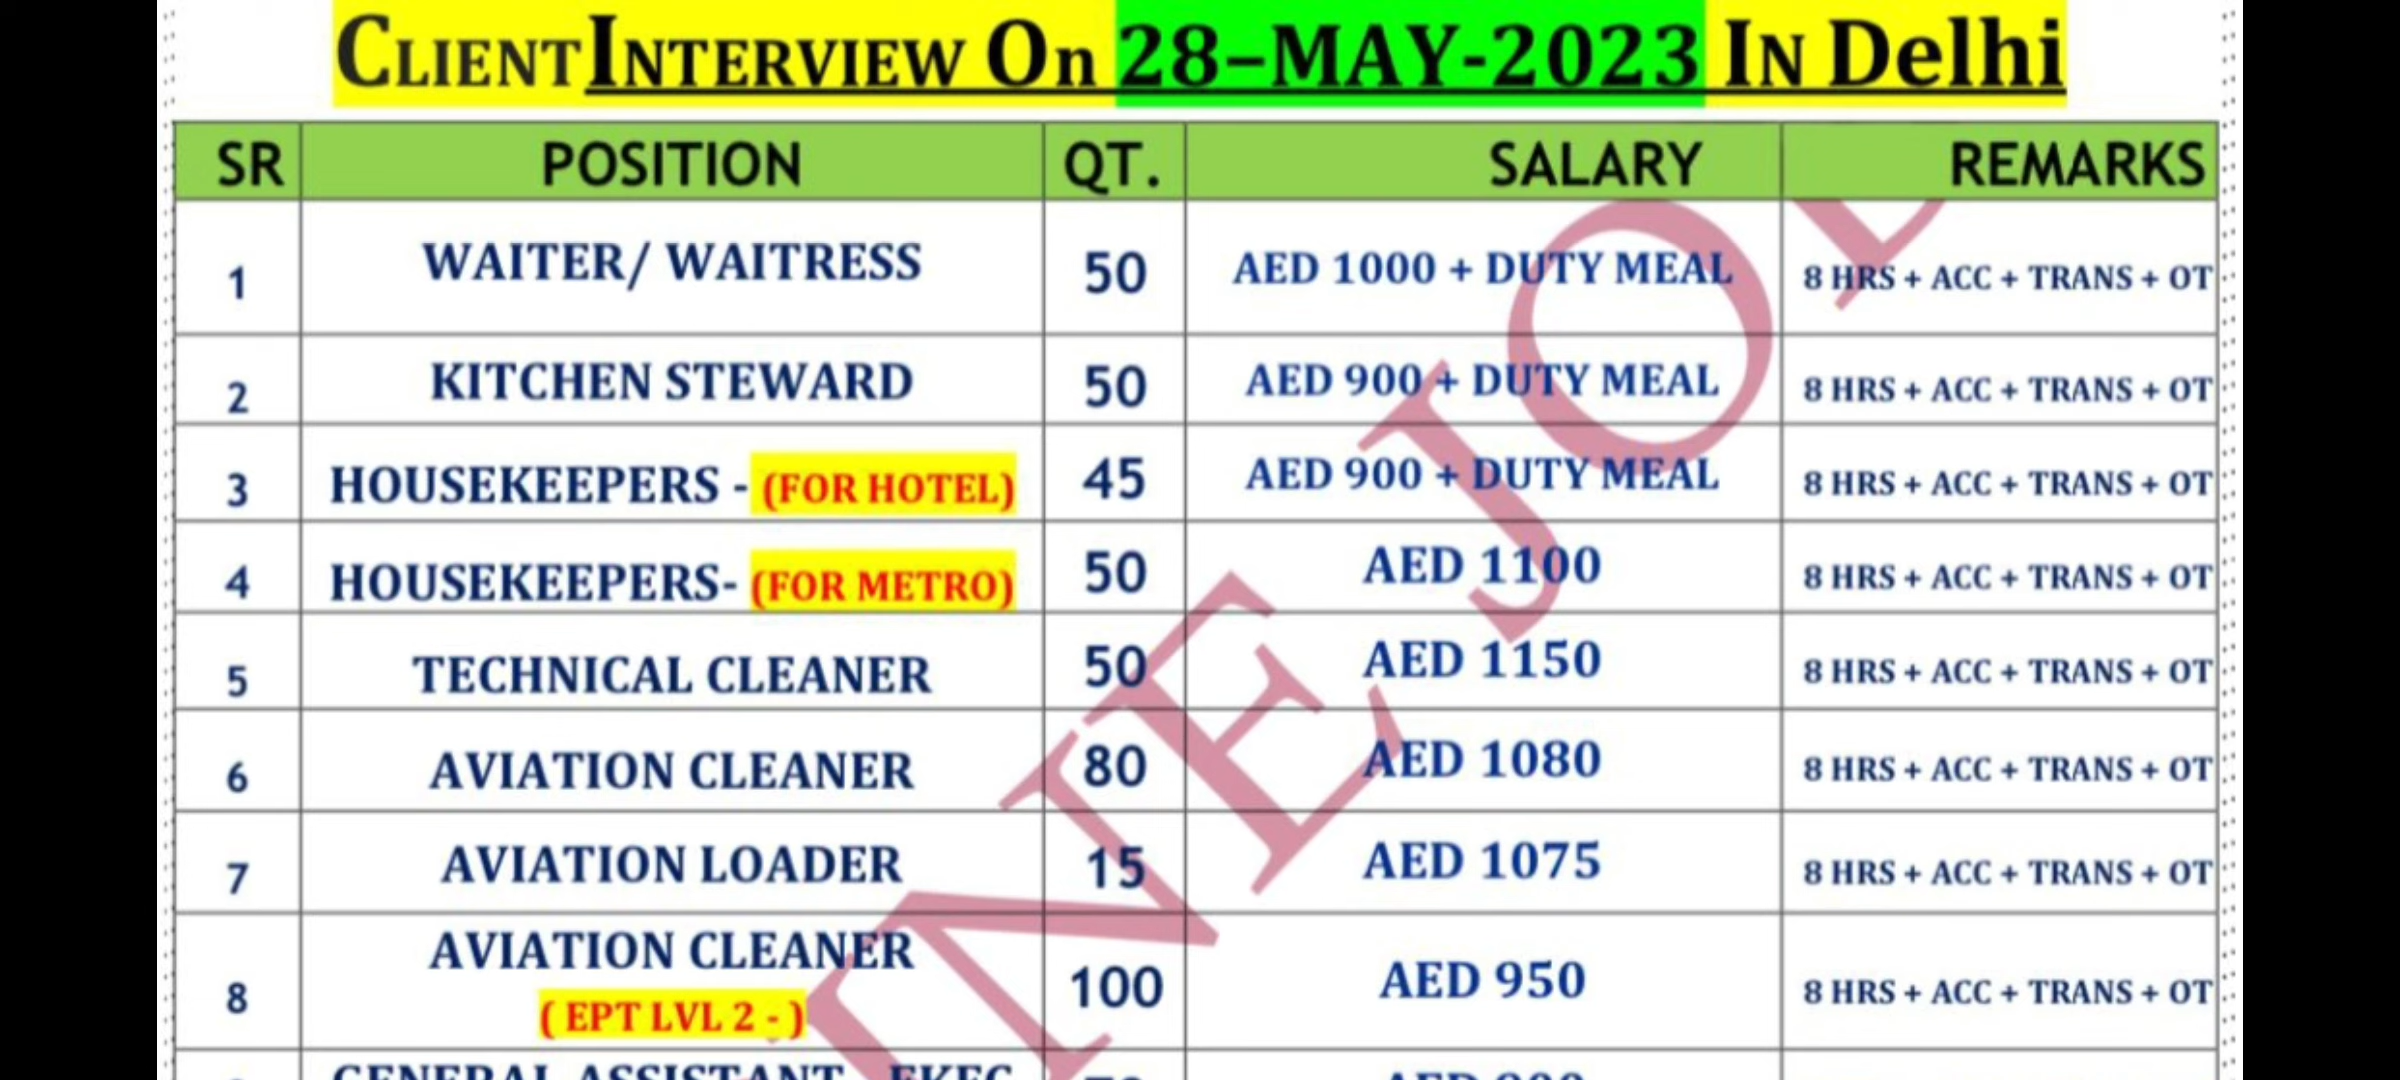 CLIENT INTERVIEW On 28–MAY-2023 IN Delhi
SR POSITION QT. SALARY REMARKS
1 WAITER/ WAITRESS 50 AED 1000 + DUTY MEAL 8 HRS + ACC + TRANS + OT
2 KITCHEN STEWARD 50 AED 900 + DUTY MEAL 8 HRS + ACC + TRANS + OT
3 HOUSEKEEPERS - (FOR HOTEL) 45 AED 900 + DUTY MEAL 8 HRS + ACC + TRANS + OT
4 HOUSEKEEPERS- (FOR METRO) 50 AED 1100 8 HRS + ACC + TRANS + OT
5 TECHNICAL CLEANER 50 AED 1150 8 HRS + ACC + TRANS + OT
6 AVIATION CLEANER 80 AED 1080 8 HRS + ACC + TRANS + OT
7 AVIATION LOADER 15 AED 1075 8 HRS + ACC + TRANS + OT
8 AVIATION CLEANER 100 AED 950 8 HRS + ACC + TRANS + OT
( EPT LVL 2 - )
GENERAL ASSISTANT